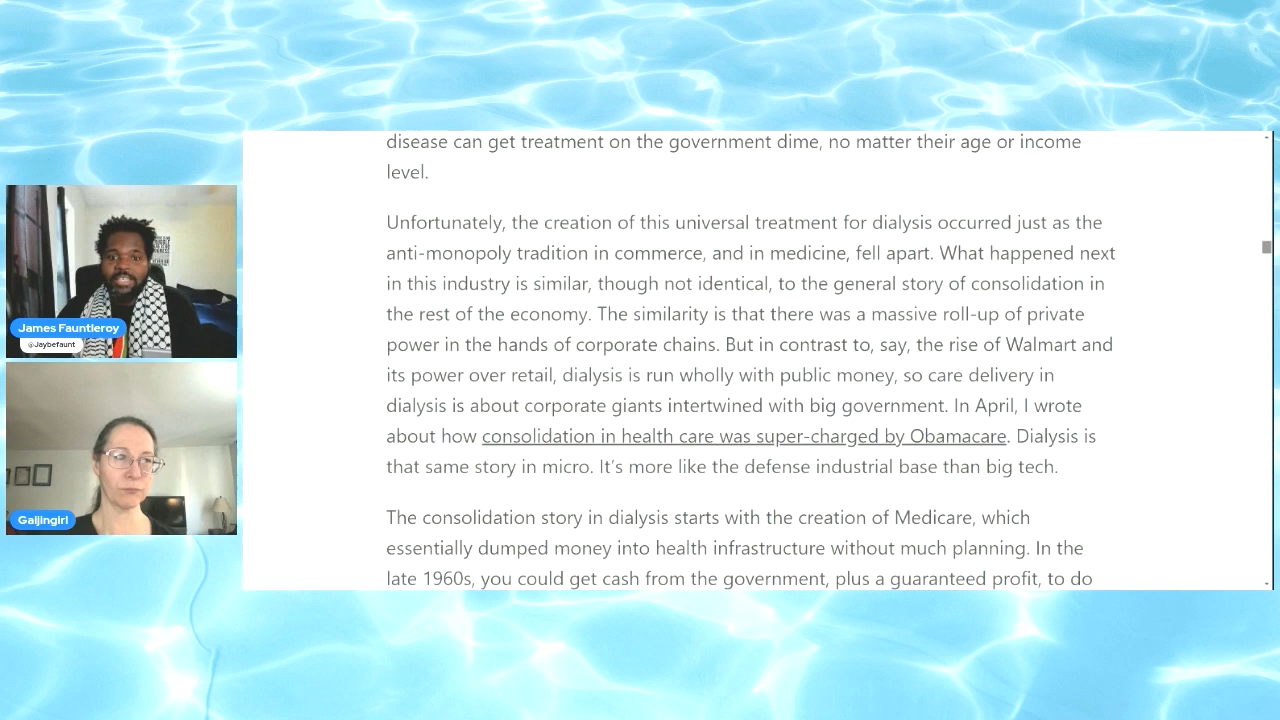 disease can get treatment on the government dime, no matter their age or income
level.
Unfortunately, the creation of this universal treatment for dialysis occurred just as the
anti-monopoly tradition in commerce, and in medicine, fell apart. What happened next
in this industry is similar, though not identical, to the general story of consolidation in
the rest of the economy. The similarity is that there was a massive roll-up of private
power in the hands of corporate chains. But in contrast to, say, the rise of Walmart and
its power over retail, dialysis is run wholly with public money, so care delivery in
dialysis is about corporate giants intertwined with big government. In April, I wrote
about how consolidation in health care was super-charged by Obamacare. Dialysis is
that same story in micro. It's more like the defense industrial base than big tech.
The consolidation story in dialysis starts with the creation of Medicare, which
essentially dumped money into health infrastructure without much planning. In the
late 1960s, you could get cash from the government, plus a guaranteed profit, to do
James Fauntleroy
@Jaybefaunt
Gaijingirl